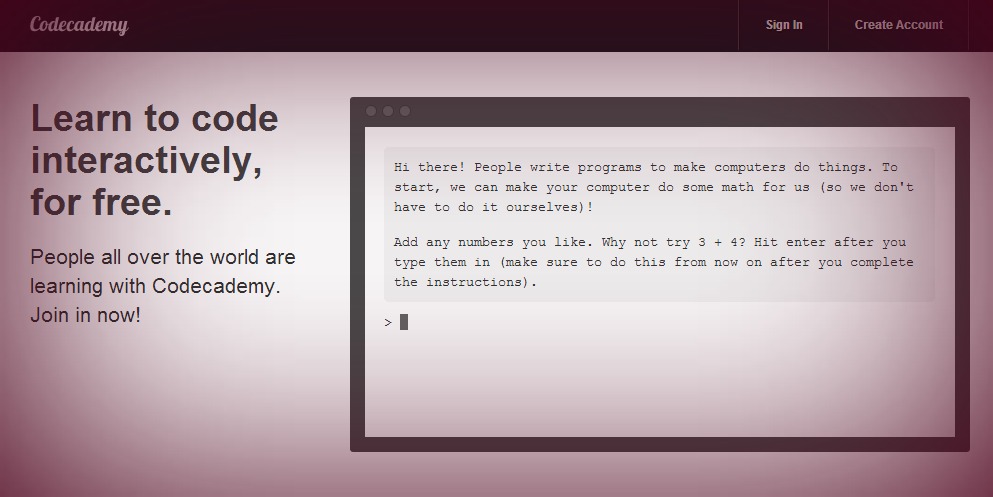 Codecademy
Sign In
Create Account
Learn to code
interactively,
for free.
People all over the world are
learning with Codecademy.
Join in now!
Hi there! People write programs to make computers do things. To
start, we can make your computer do some math for us (so we don't
have to do it ourselves)!
Add any numbers you like. Why not try 3 + 4? Hit enter after you
type them in (make sure to do this from now on after you complete
the instructions).
>